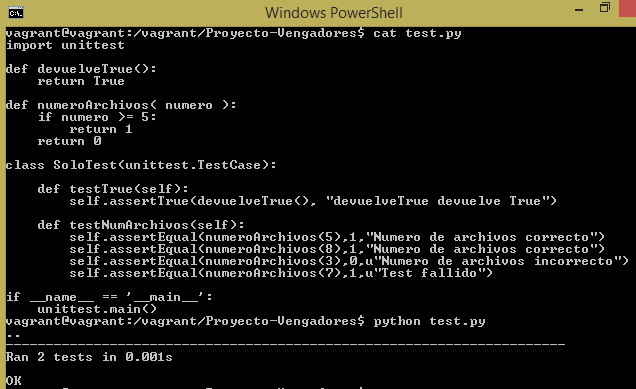 Windows PowerShell
vagrant@vagrant:/vagrant/Proyecto-Vengadores$ cat test.py
import unittest
def devuelveTrue():
    return True
def numeroArchivos( numero ):
    if numero >= 5:
        return 1
    return 0
class SoloTest(unittest.TestCase):
    def testTrue(self):
        self.assertTrue(devuelveTrue(), "devuelveTrue devuelve True")
    def testNumArchivos(self):
        self.assertEqual(numeroArchivos(5),1,"Numero de archivos correcto")
        self.assertEqual(numeroArchivos(8),1,"Numero de archivos correcto")
        self.assertEqual(numeroArchivos(3),0,u"Numero de archivos incorrecto")
        self.assertEqual(numeroArchivos(7),1,u"Test fallido")
if __name__ == '__main__':
    unittest.main()
vagrant@vagrant:/vagrant/Proyecto-Vengadores$ python test.py
..
----------------------------------------------------------------------
Ran 2 tests in 0.001s
OK